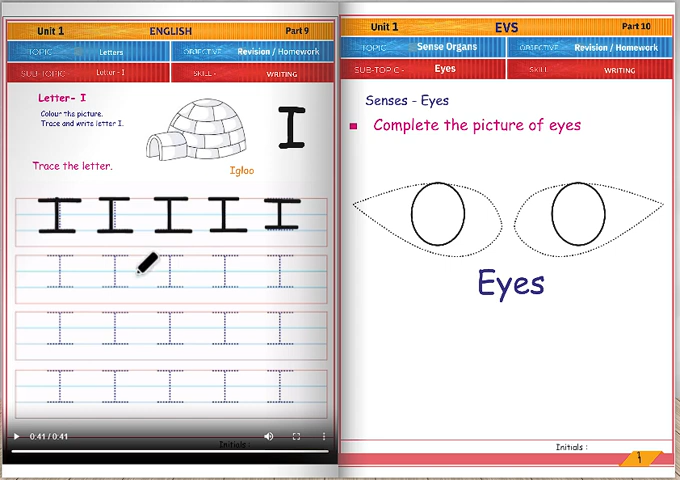 Unit 1 ENGLISH Part 9
TOPIC Letters OBJECTIVE Revision / Homework
SUB-TOPIC Letter - I SKILL - WRITING
Letter- I
Colour the picture.
Trace and write letter I.
I
Trace the letter.
Igloo
I I I I I
I I I I I
I I I I I
I I I I I
0:41 / 0:41
Initials :
Unit 1 EVS Part 10
TOPIC Sense Organs OBJECTIVE Revision / Homework
SUB-TOPIC - Eyes SKILL WRITING
Senses - Eyes
Complete the picture of eyes
Eyes
Initials :
1